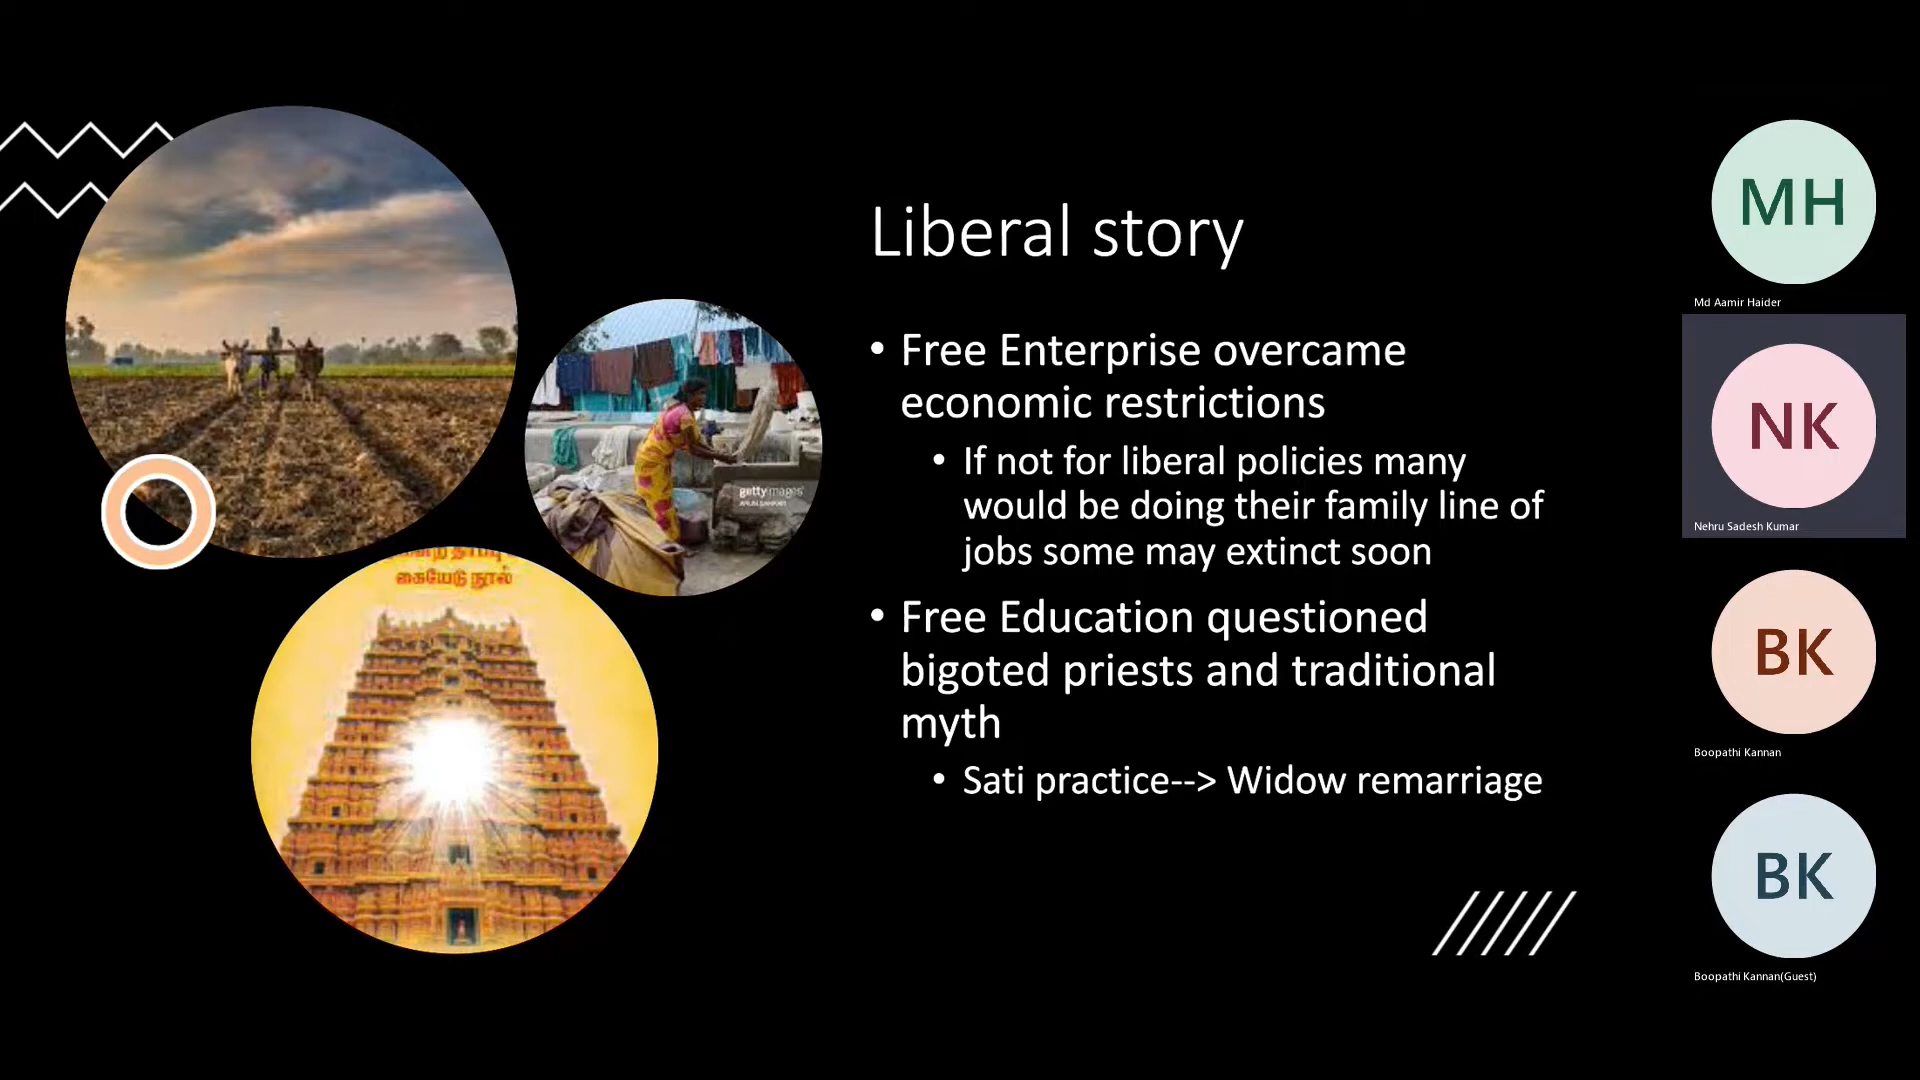 Liberal story
• Free Enterprise overcame
economic restrictions
• If not for liberal policies many
would be doing their family line of
jobs some may extinct soon
• Free Education questioned
bigoted priests and traditional
myth
• Sati practice--> Widow remarriage
gettyimages
கையேடு நூல்
MH
Md Aamir Haider
NK
Nehru Sadesh Kumar
BK
Boopathi Kannan
BK
Boopathi Kannan(Guest)